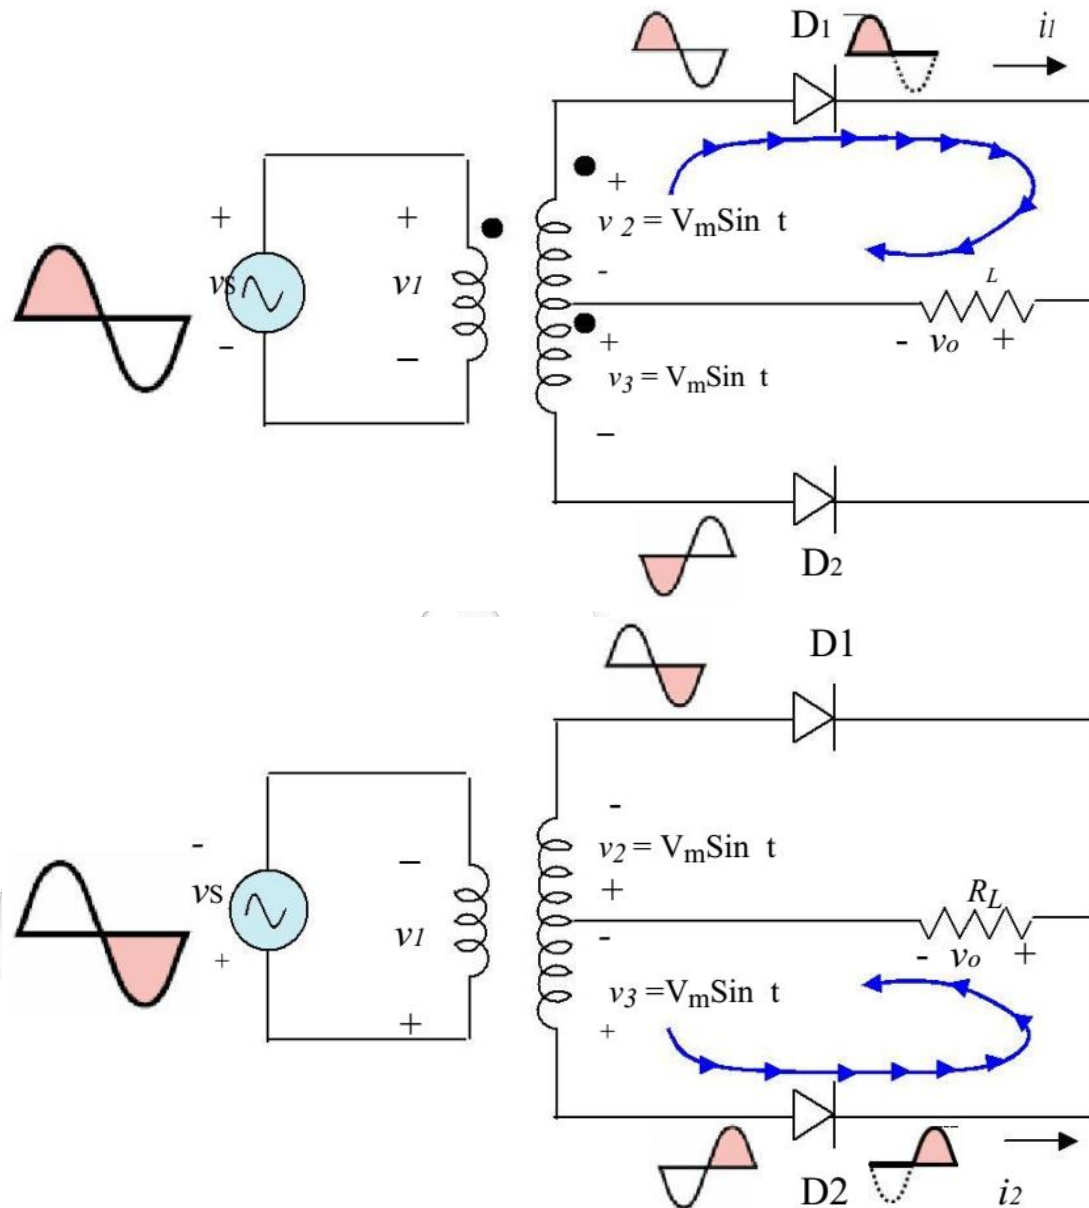 D1
i1
+
+
+
v 2 = VmSin t
vS
v1
-
L
-
-
+
- vo +
v3 = VmSin t
-
D2
D1
-
-
-
v2 = VmSin t
vS
+
RL
+
v1
-
- vo +
v3 =VmSin t
+
+
D2
i2